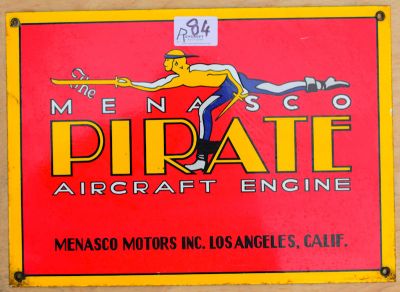 84
The
MENASCO
PIRATE
AIRCRAFT ENGINE
MENASCO MOTORS INC. LOS ANGELES, CALIF.